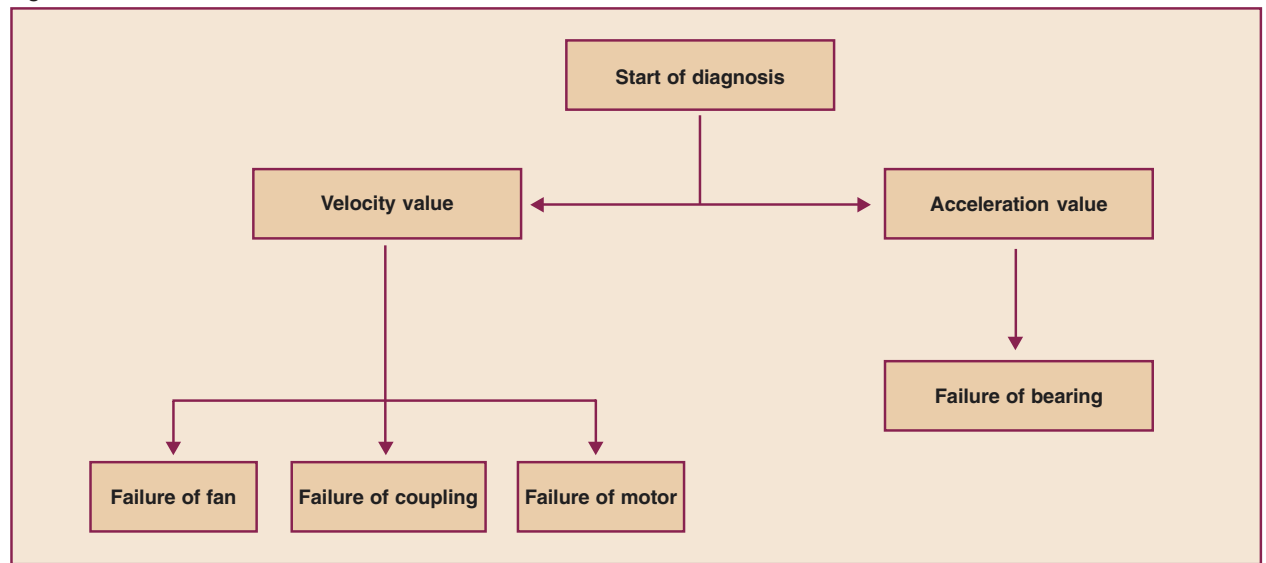 Start of diagnosis
Velocity value
Acceleration value
Failure of bearing
Failure of fan
Failure of coupling
Failure of motor